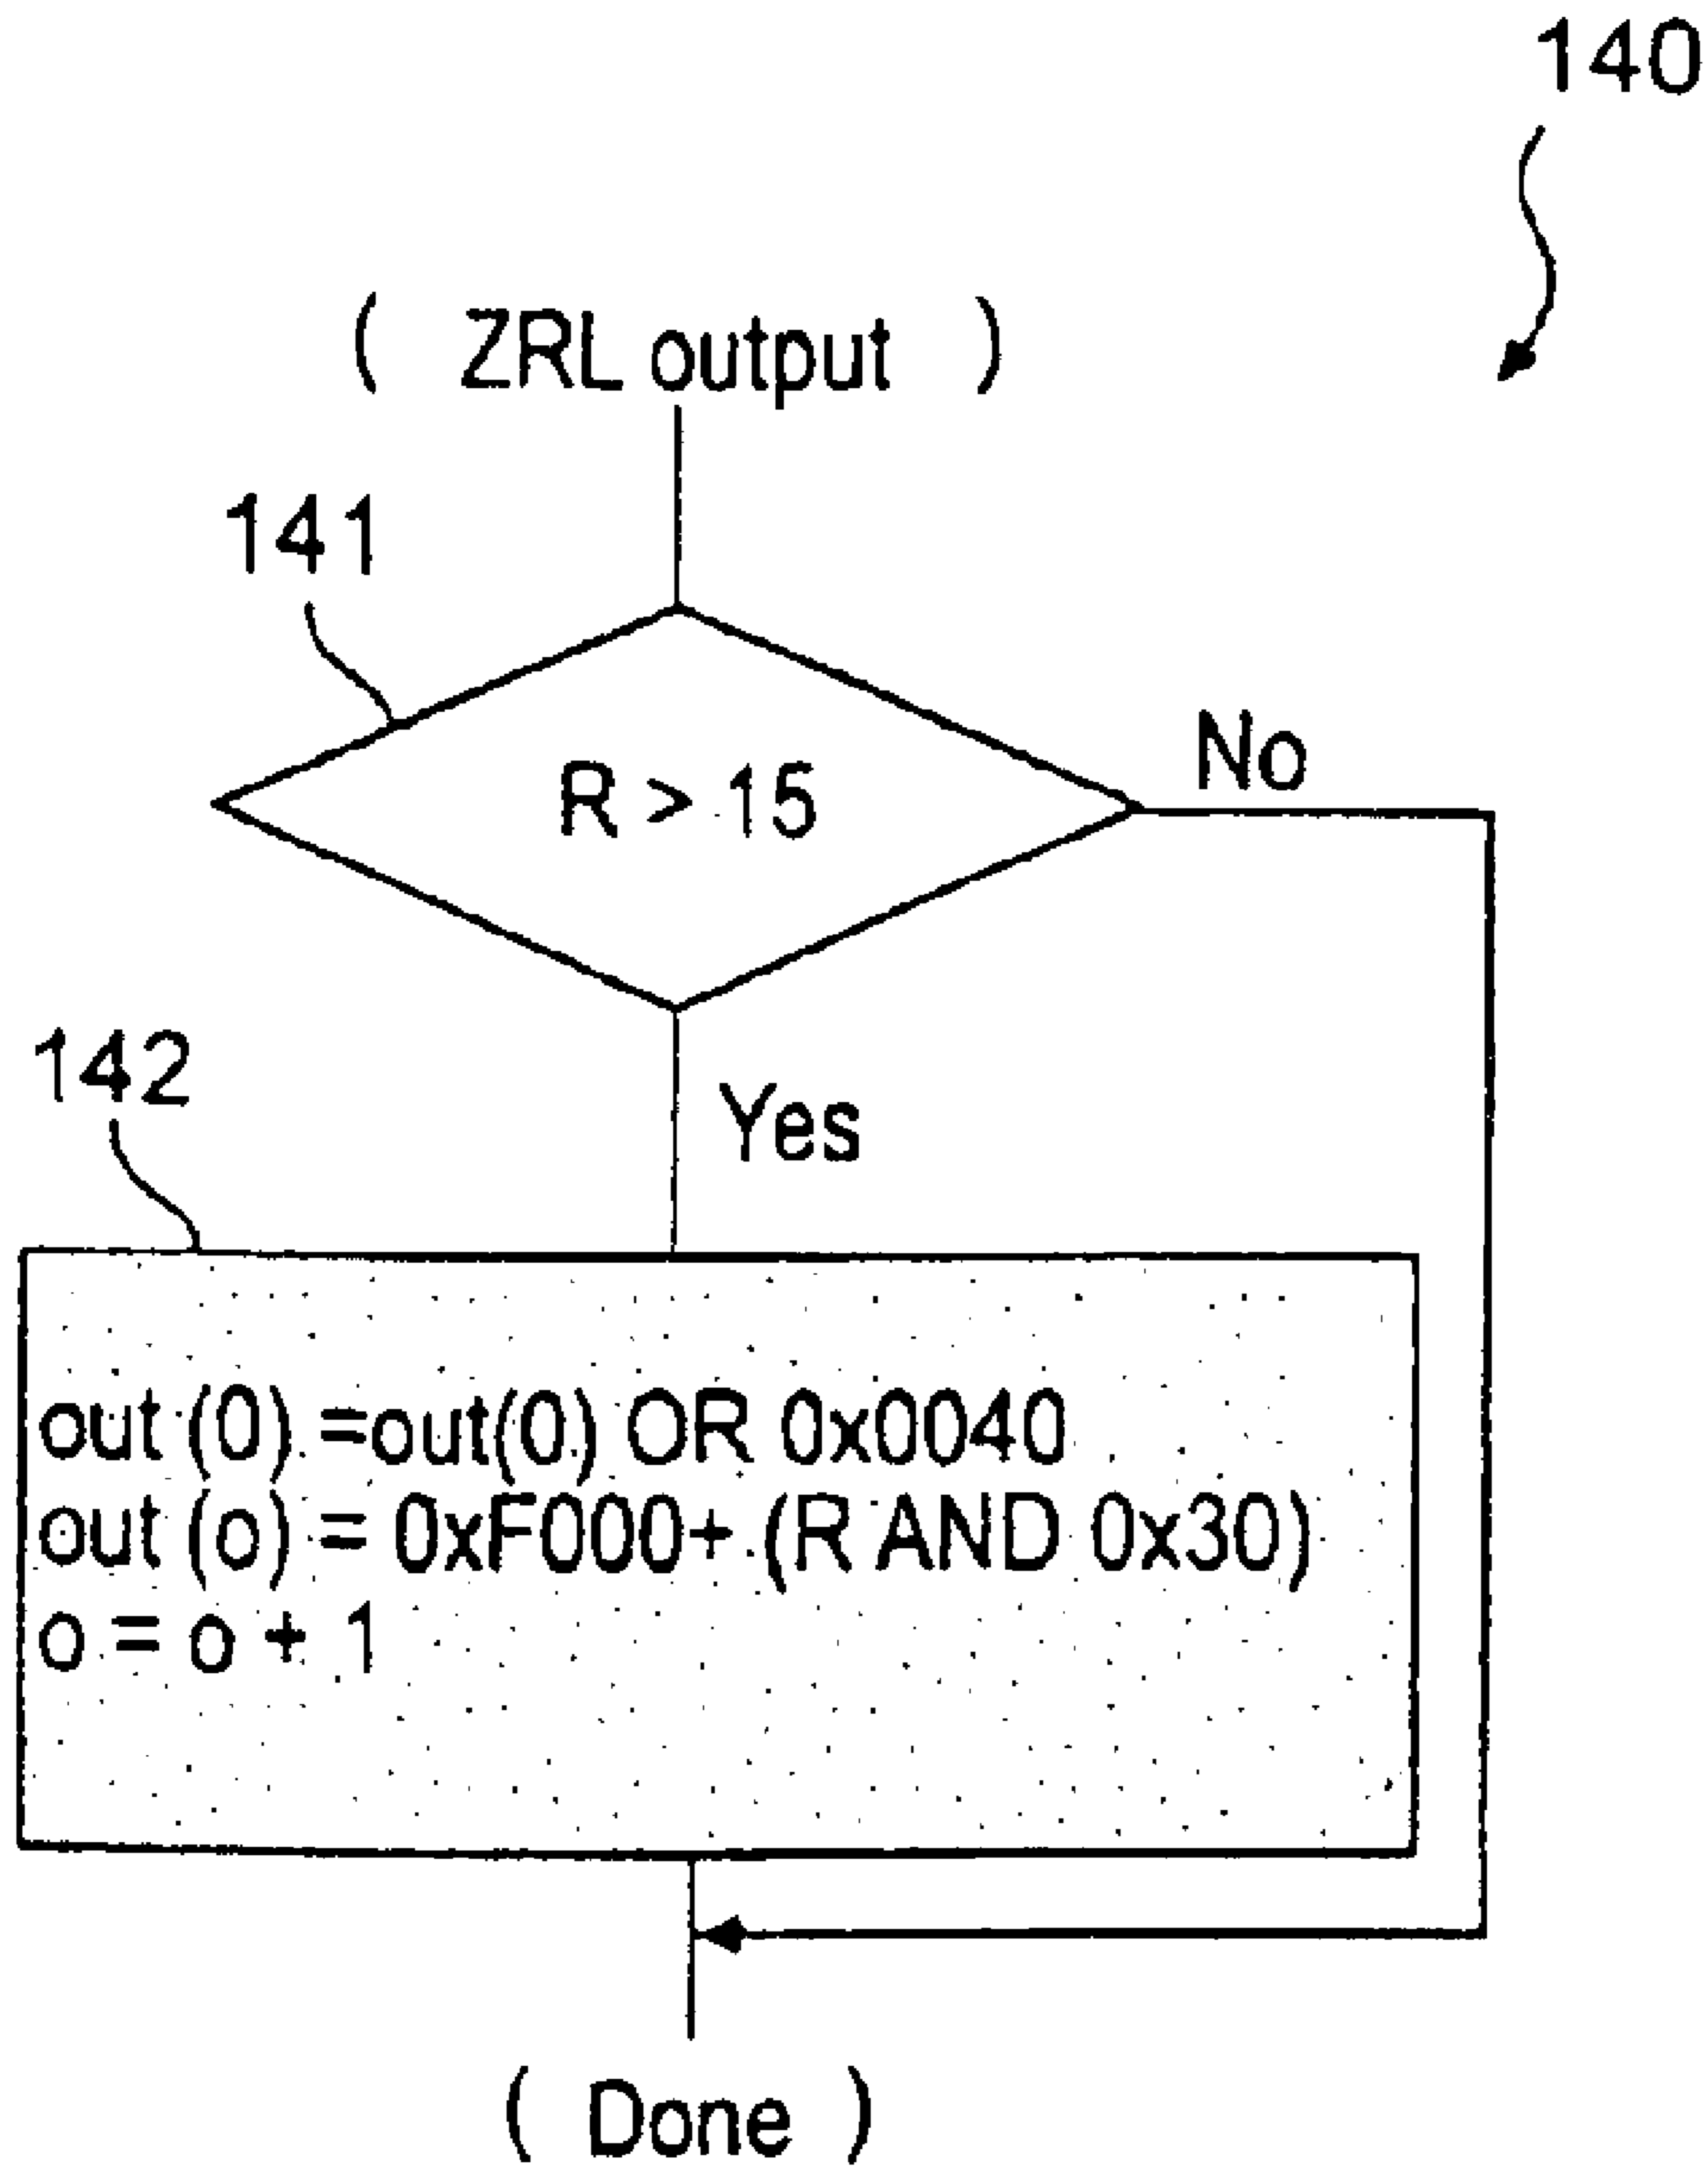 140
( ZRL output )
141
R > 15
No
142
Yes
out (0) =out(0) OR 0x0040
out (o) = 0xF000+ (R AND 0x30)
o = o + 1
( Done )